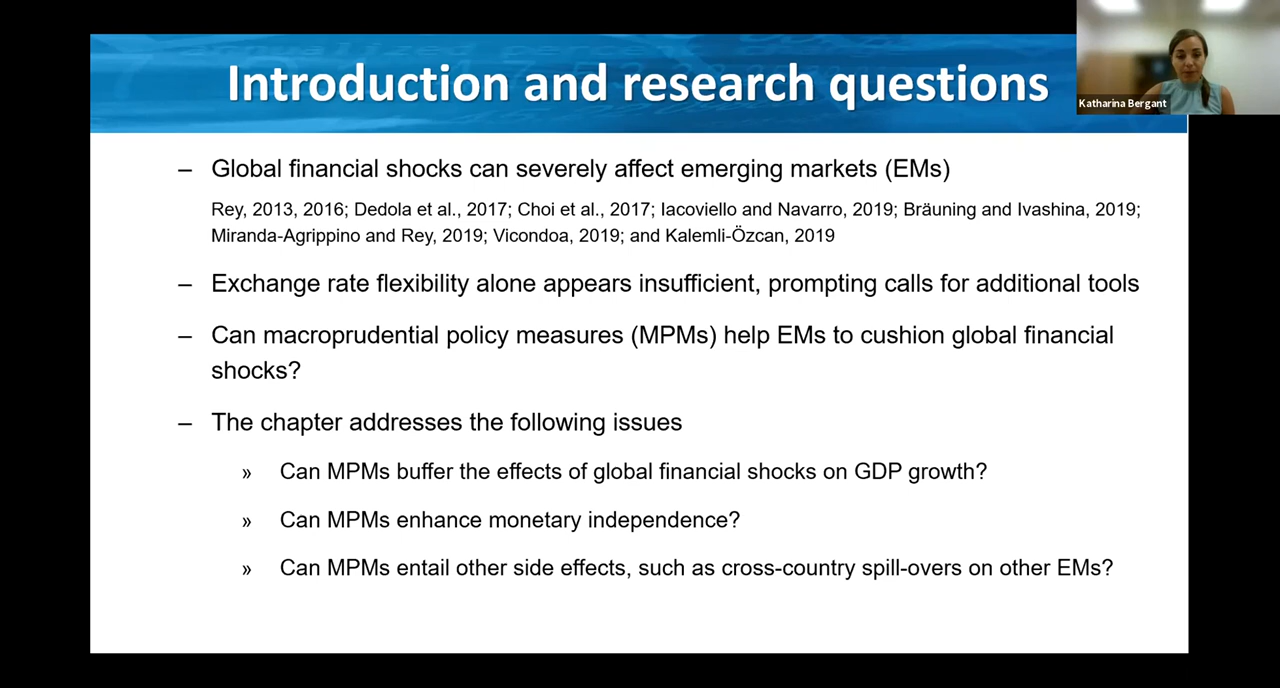 Introduction and research questions
Katharina Bergant
– Global financial shocks can severely affect emerging markets (EMs)
Rey, 2013, 2016; Dedola et al., 2017; Choi et al., 2017; Iacoviello and Navarro, 2019; Bräuning and Ivashina, 2019;
Miranda-Agrippino and Rey, 2019; Vicondoa, 2019; and Kalemli-Özcan, 2019
– Exchange rate flexibility alone appears insufficient, prompting calls for additional tools
– Can macroprudential policy measures (MPMs) help EMs to cushion global financial
shocks?
– The chapter addresses the following issues
» Can MPMs buffer the effects of global financial shocks on GDP growth?
» Can MPMs enhance monetary independence?
» Can MPMs entail other side effects, such as cross-country spill-overs on other EMs?